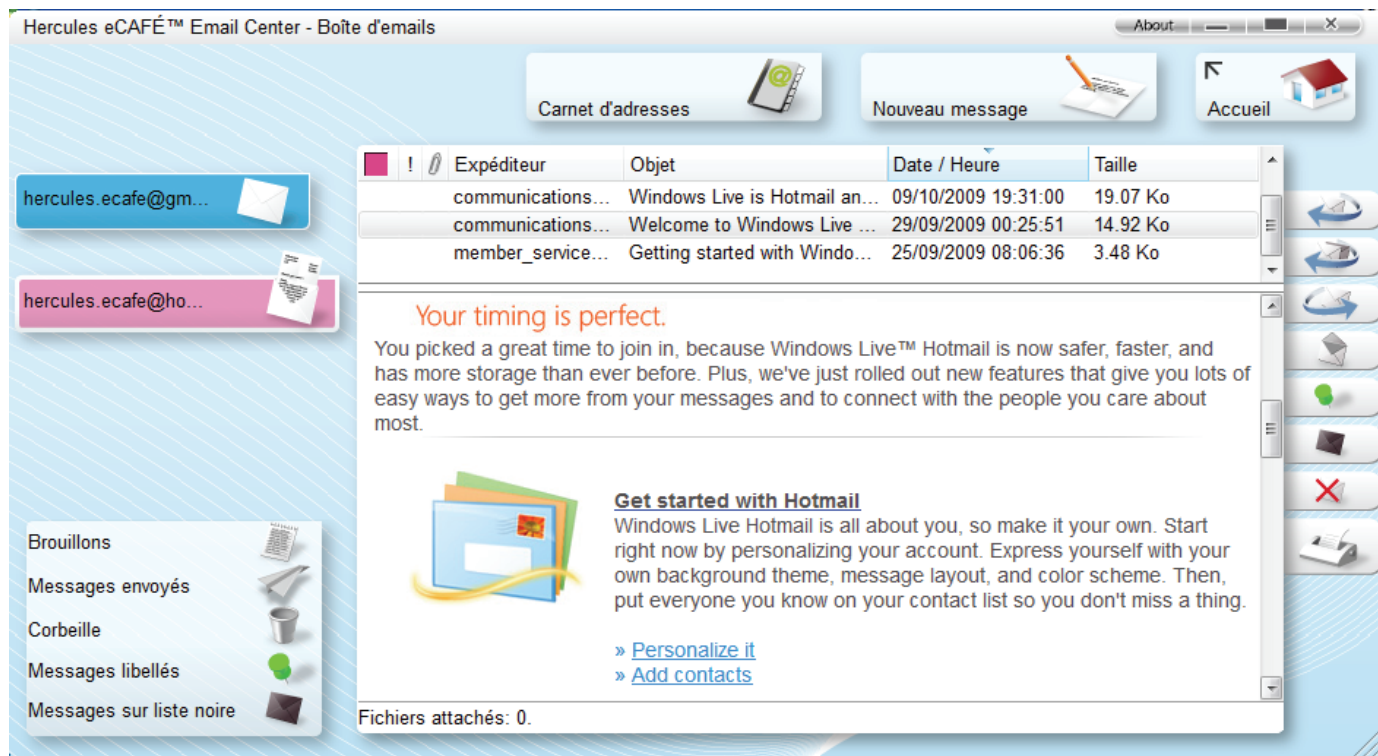 Hercules eCAFÉ™ Email Center - Boîte d'emails
About
Carnet d'adresses
Nouveau message
Accueil
hercules.ecafe@gm...
hercules.ecafe@ho...
! Expéditeur Objet Date / Heure Taille
communications... Windows Live is Hotmail an... 09/10/2009 19:31:00 19.07 Ko
communications... Welcome to Windows Live ... 29/09/2009 00:25:51 14.92 Ko
member_service... Getting started with Windo... 25/09/2009 08:06:36 3.48 Ko
Your timing is perfect.
You picked a great time to join in, because Windows Live™ Hotmail is now safer, faster, and
has more storage than ever before. Plus, we've just rolled out new features that give you lots of
easy ways to get more from your messages and to connect with the people you care about
most.
Get started with Hotmail
Windows Live Hotmail is all about you, so make it your own. Start
right now by personalizing your account. Express yourself with your
own background theme, message layout, and color scheme. Then,
put everyone you know on your contact list so you don't miss a thing.
» Personalize it
» Add contacts
Fichiers attachés: 0.
Brouillons
Messages envoyés
Corbeille
Messages libellés
Messages sur liste noire